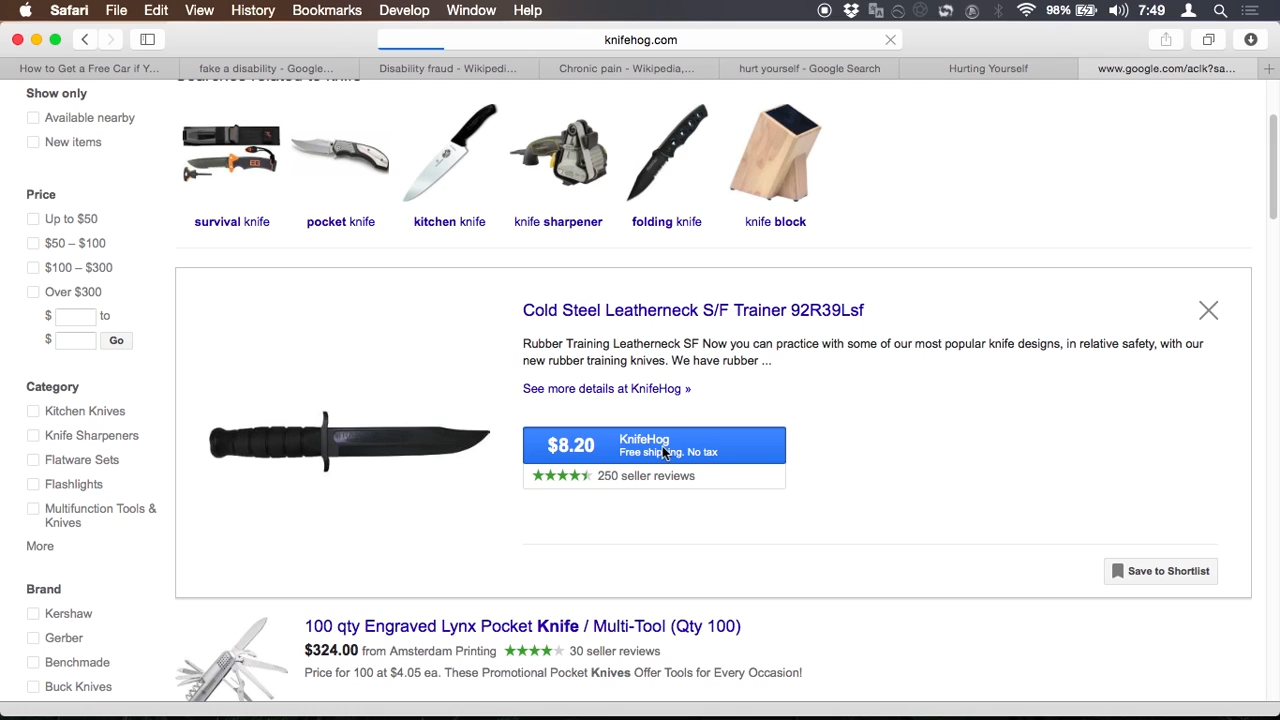 Safari File Edit View History Bookmarks Develop Window Help 98% 7:49
knifehog.com
How to Get a Free Car if Y... fake a disability - Google... Disability fraud - Wikipedi... Chronic pain - Wikipedia,... hurt yourself - Google Search Hurting Yourself www.google.com/aclk?sa...
Show only
Available nearby
New items
survival knife pocket knife kitchen knife knife sharpener folding knife knife block
Price
Up to $50
$50 – $100
$100 – $300
Over $300
$ to
$ Go
Cold Steel Leatherneck S/F Trainer 92R39Lsf
Rubber Training Leatherneck SF Now you can practice with some of our most popular knife designs, in relative safety, with our
new rubber training knives. We have rubber ...
See more details at KnifeHog »
$8.20 KnifeHog
Free shipping. No tax
250 seller reviews
Save to Shortlist
Category
Kitchen Knives
Knife Sharpeners
Flatware Sets
Flashlights
Multifunction Tools &
Knives
More
Brand
Kershaw
Gerber
Benchmade
Buck Knives
100 qty Engraved Lynx Pocket Knife / Multi-Tool (Qty 100)
$324.00 from Amsterdam Printing 30 seller reviews
Price for 100 at $4.05 ea. These Promotional Pocket Knives Offer Tools for Every Occasion!